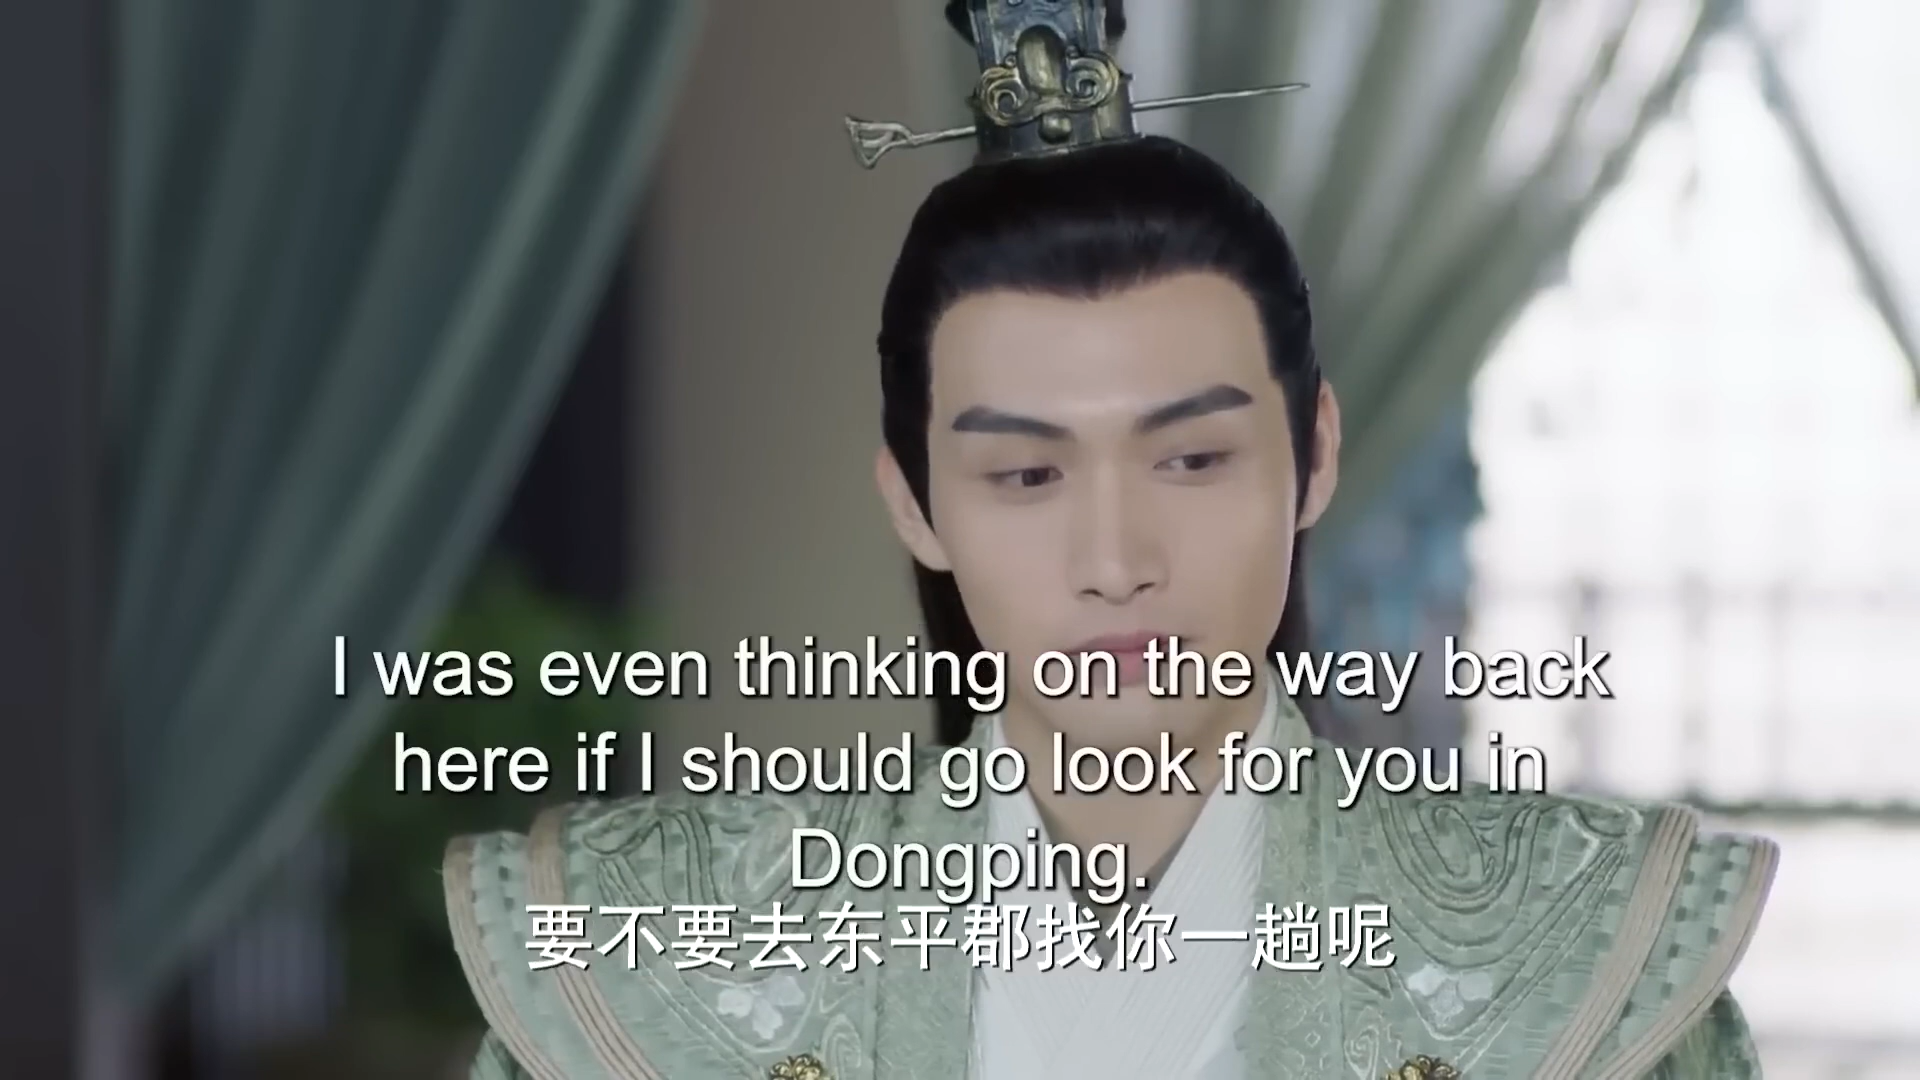 I was even thinking on the way back
here if I should go look for you in
Dongping.
要不要去东平郡找你一趟呢